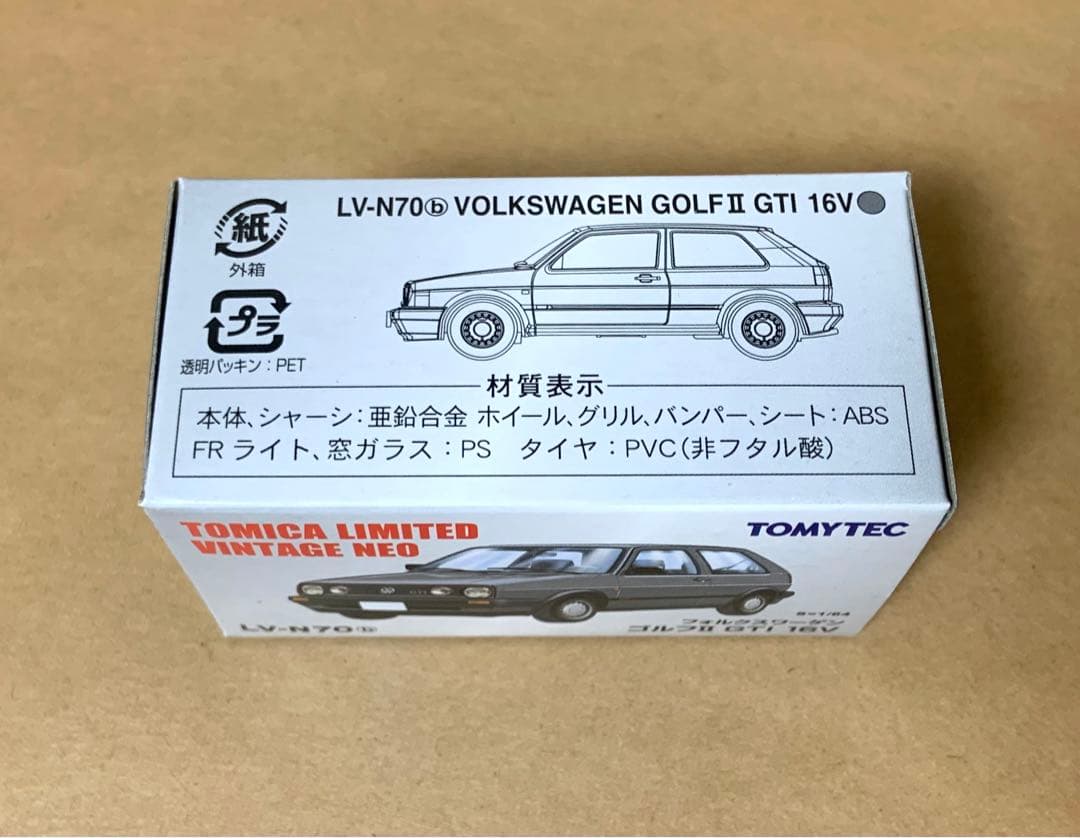 LV-N70ⓑ VOLKSWAGEN GOLFⅡ GTI 16V
紙
外箱
プラ
透明パッキン：PET
材質表示
本体、シャーシ：亜鉛合金 ホイール、グリル、バンパー、シート：ABS
FR ライト、窓ガラス：PS タイヤ：PVC（非フタル酸）
TOMICA LIMITED
VINTAGE NEO
TOMYTEC
GTI
S=1/64
LV-N70ⓑ
フォルクスワーゲン
ゴルフⅡ GTI 16V